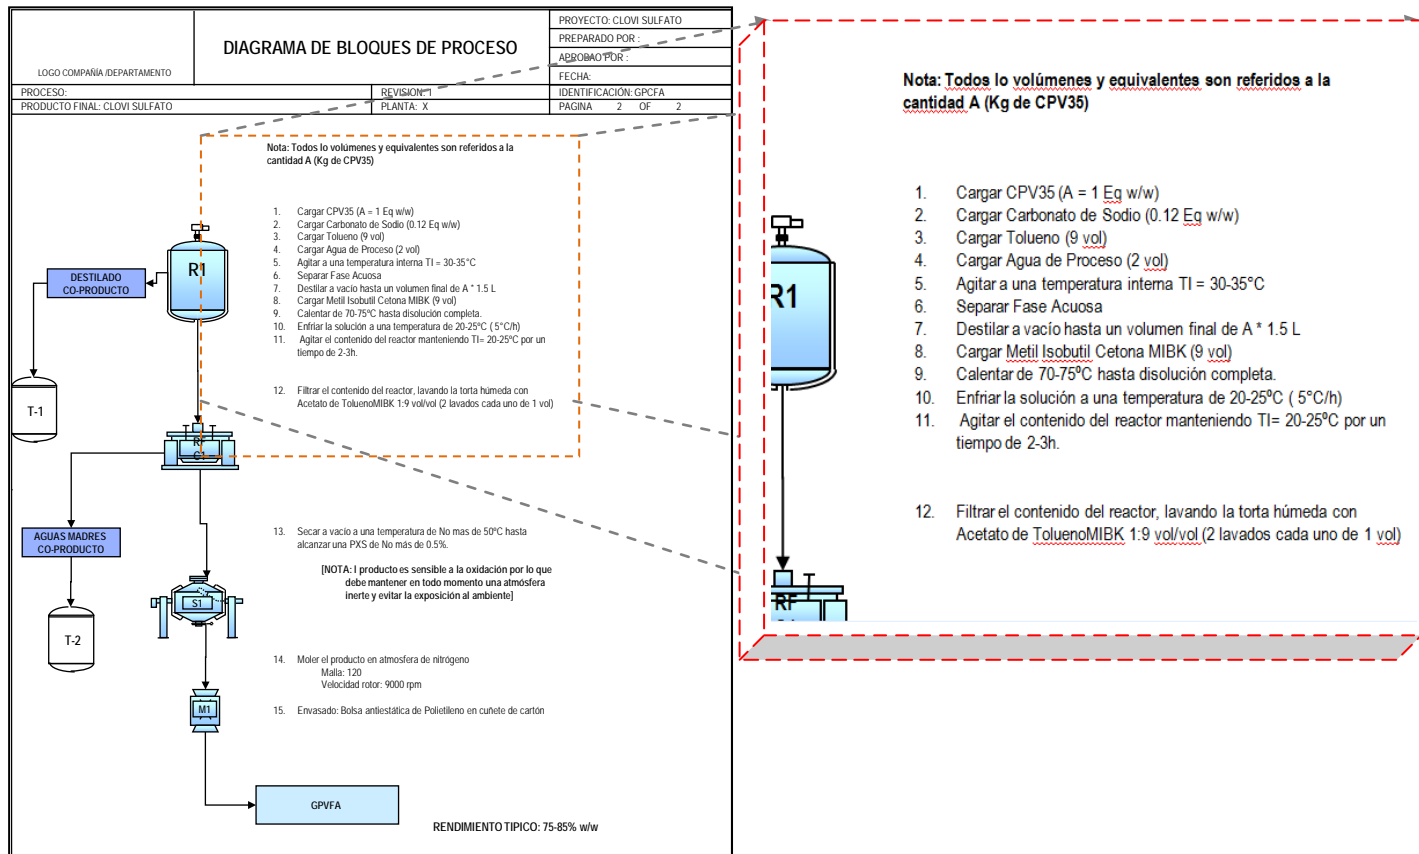 DIAGRAMA DE BLOQUES DE PROCESO
LOGO COMPAÑÍA /DEPARTAMENTO
PROYECTO: CLOVI SULFATO
PREPARADO POR :
APROBAO POR :
FECHA:
PROCESO:
REVISION: 1
IDENTIFICACIÓN: GPCFA
PRODUCTO FINAL: CLOVI SULFATO
PLANTA: X
PAGINA 2 OF 2
Nota: Todos lo volúmenes y equivalentes son referidos a la
cantidad A (Kg de CPV35)
1. Cargar CPV35 (A = 1 Eq w/w)
2. Cargar Carbonato de Sodio (0.12 Eq w/w)
3. Cargar Tolueno (9 vol)
4. Cargar Agua de Proceso (2 vol)
5. Agitar a una temperatura interna TI = 30-35°C
6. Separar Fase Acuosa
7. Destilar a vacío hasta un volumen final de A * 1.5 L
8. Cargar Metil Isobutil Cetona MIBK (9 vol)
9. Calentar de 70-75ºC hasta disolución completa.
10. Enfriar la solución a una temperatura de 20-25ºC ( 5°C/h)
11. Agitar el contenido del reactor manteniendo TI= 20-25ºC por un
tiempo de 2-3h.
12. Filtrar el contenido del reactor, lavando la torta húmeda con
Acetato de ToluenoMIBK 1:9 vol/vol (2 lavados cada uno de 1 vol)
R1
DESTILADO
CO-PRODUCTO
T-1
RF
G1
AGUAS MADRES
CO-PRODUCTO
T-2
13. Secar a vacío a una temperatura de No mas de 50ºC hasta
alcanzar una PXS de No más de 0.5%.
[NOTA: l producto es sensible a la oxidación por lo que
debe mantener en todo momento una atmósfera
inerte y evitar la exposición al ambiente]
S1
14. Moler el producto en atmosfera de nitrógeno
Malla: 120
Velocidad rotor: 9000 rpm
M1
15. Envasado: Bolsa antiestática de Polietileno en cuñete de cartón
GPVFA
RENDIMIENTO TIPICO: 75-85% w/w
Nota: Todos lo volúmenes y equivalentes son referidos a la
cantidad A (Kg de CPV35)
1. Cargar CPV35 (A = 1 Eq w/w)
2. Cargar Carbonato de Sodio (0.12 Eq w/w)
3. Cargar Tolueno (9 vol)
4. Cargar Agua de Proceso (2 vol)
5. Agitar a una temperatura interna TI = 30-35°C
6. Separar Fase Acuosa
7. Destilar a vacío hasta un volumen final de A * 1.5 L
8. Cargar Metil Isobutil Cetona MIBK (9 vol)
9. Calentar de 70-75ºC hasta disolución completa.
10. Enfriar la solución a una temperatura de 20-25ºC ( 5°C/h)
11. Agitar el contenido del reactor manteniendo TI= 20-25ºC por un
tiempo de 2-3h.
12. Filtrar el contenido del reactor, lavando la torta húmeda con
Acetato de ToluenoMIBK 1:9 vol/vol (2 lavados cada uno de 1 vol)
R1
RF